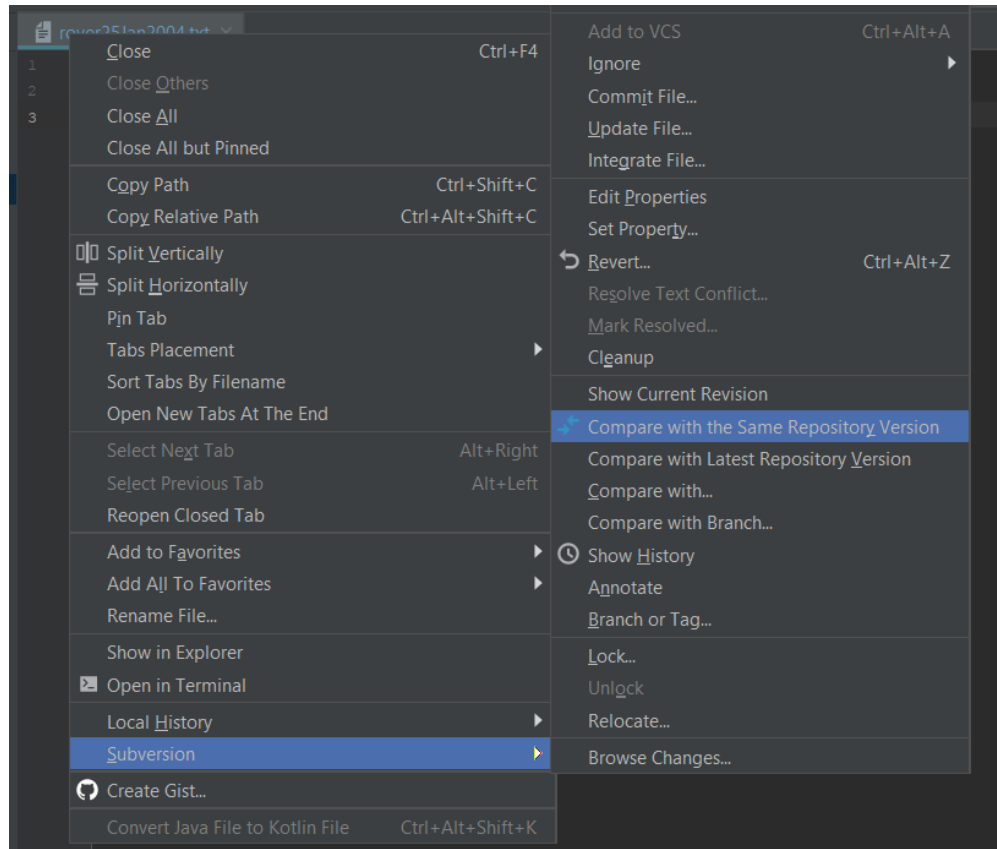 rover25Jan2004.txt
1
2
3
Close Ctrl+F4
Close Others
Close All
Close All but Pinned
Copy Path Ctrl+Shift+C
Copy Relative Path Ctrl+Alt+Shift+C
Split Vertically
Split Horizontally
Pin Tab
Tabs Placement
Sort Tabs By Filename
Open New Tabs At The End
Select Next Tab Alt+Right
Select Previous Tab Alt+Left
Reopen Closed Tab
Add to Favorites
Add All To Favorites
Rename File...
Show in Explorer
Open in Terminal
Local History
Subversion
Create Gist...
Convert Java File to Kotlin File Ctrl+Alt+Shift+K
Add to VCS Ctrl+Alt+A
Ignore
Commit File...
Update File...
Integrate File...
Edit Properties
Set Property...
Revert... Ctrl+Alt+Z
Resolve Text Conflict...
Mark Resolved...
Cleanup
Show Current Revision
Compare with the Same Repository Version
Compare with Latest Repository Version
Compare with...
Compare with Branch...
Show History
Annotate
Branch or Tag...
Lock...
Unlock
Relocate...
Browse Changes...